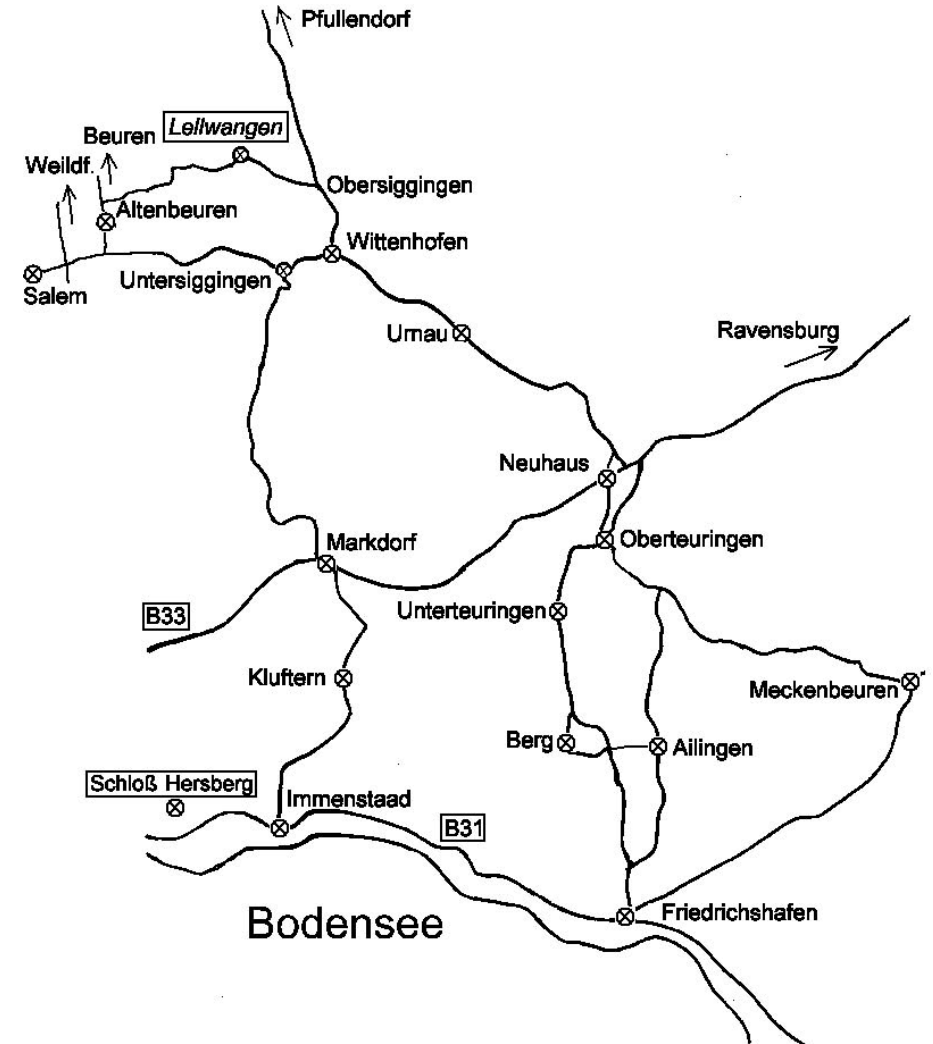 Pfullendorf
Lellwangen
Beuren
Weildf.
Obersiggingen
Altenbeuren
Wittenhofen
Untersiggingen
Salem
Urnau
Ravensburg
Neuhaus
Markdorf
Oberteuringen
B33
Unterteuringen
Kluftern
Meckenbeuren
Berg
Ailingen
Schloß Hersberg
Immenstaad
B31
Bodensee
Friedrichshafen